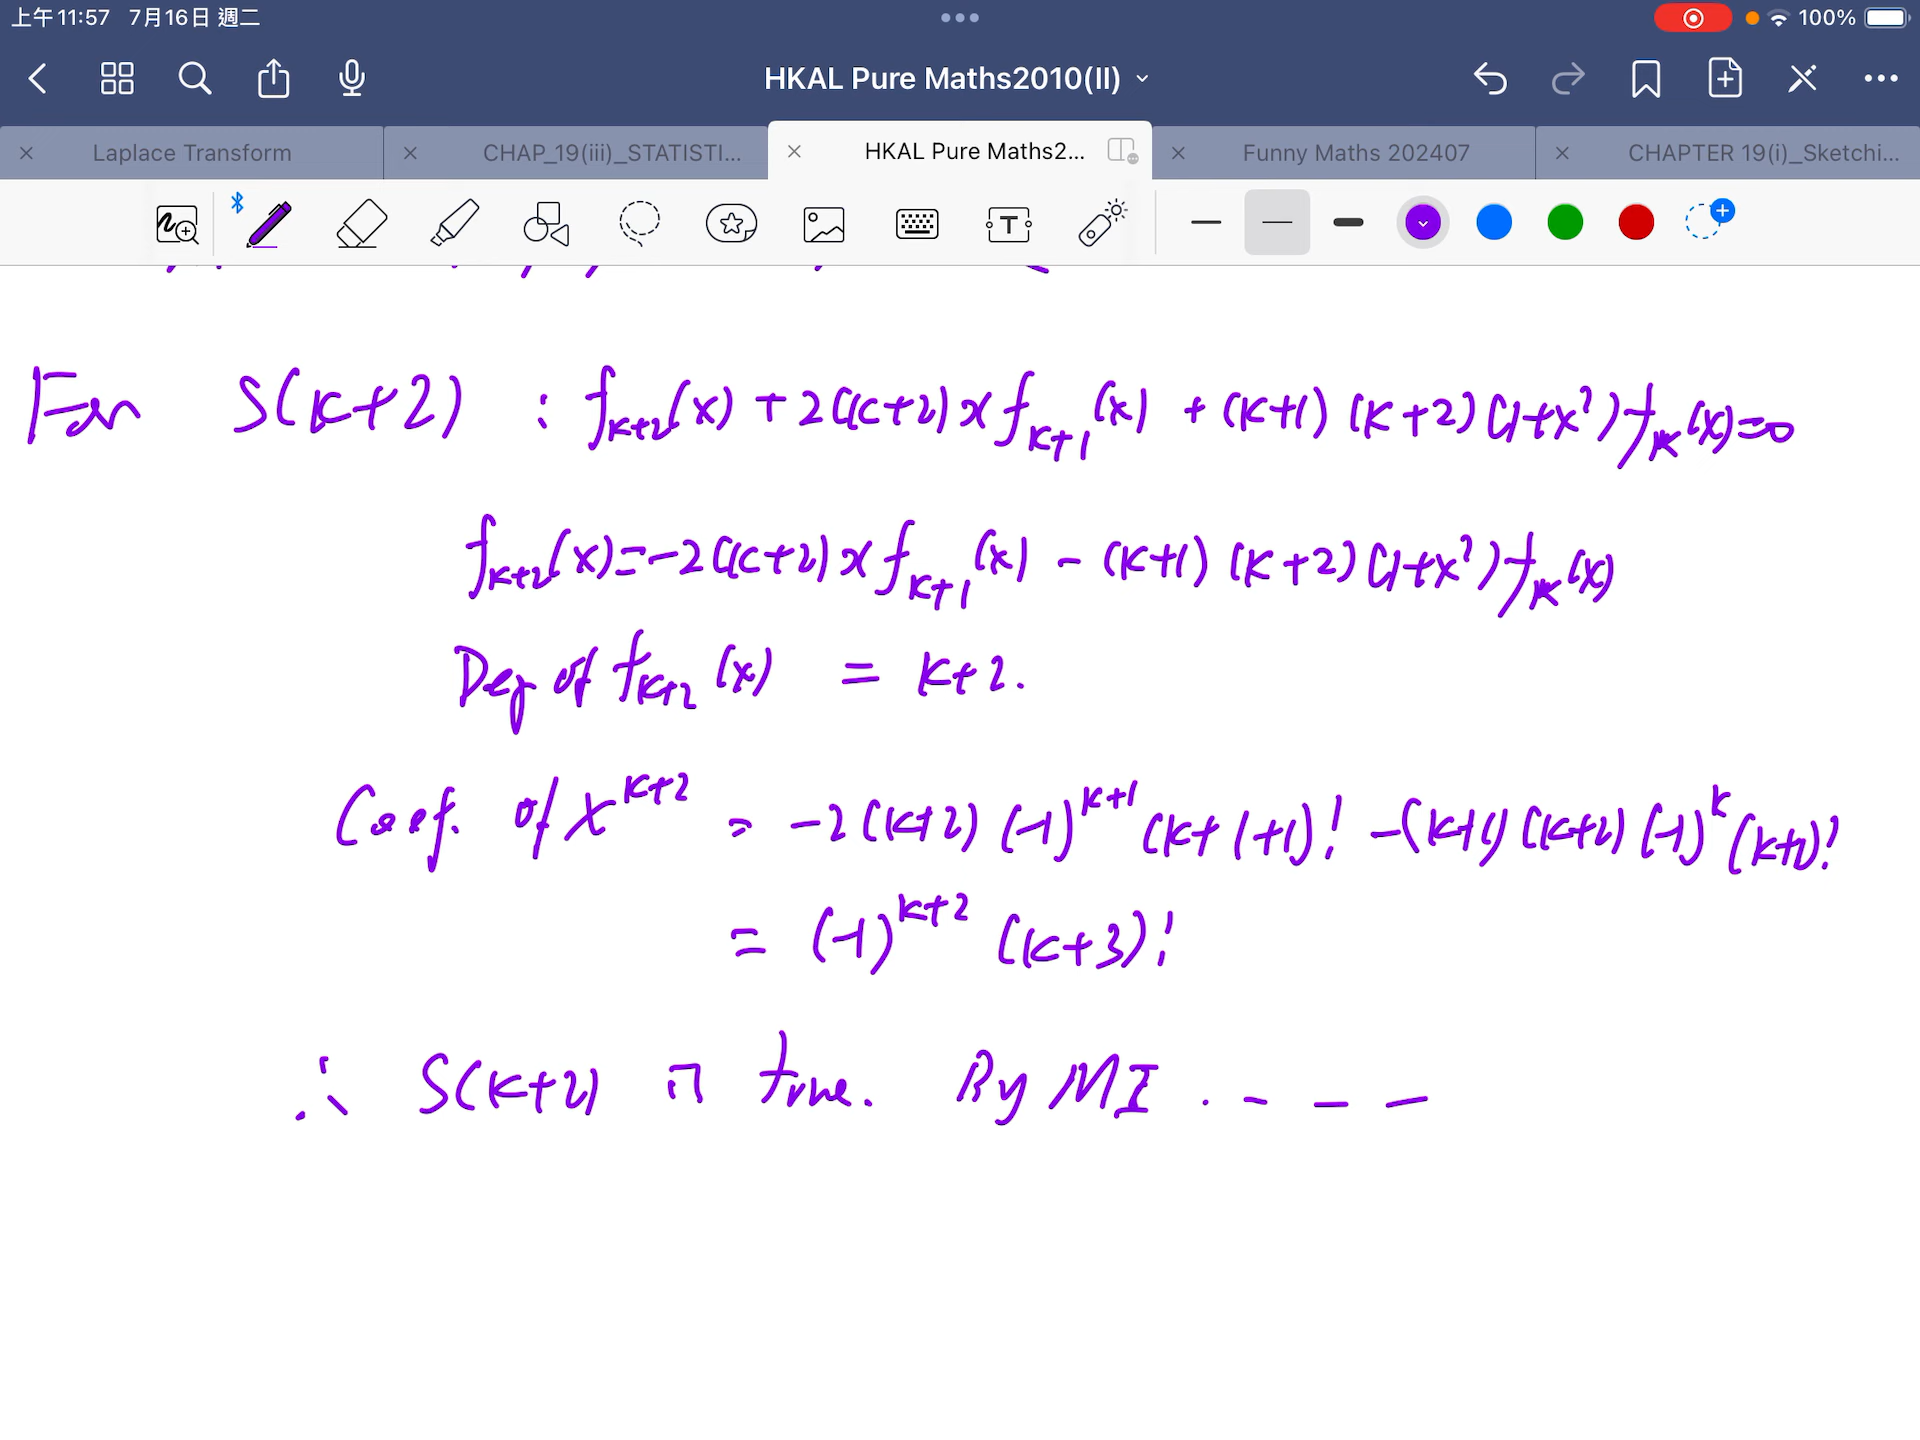 上午11:57 7月16日 週二
100%
HKAL Pure Maths2010(II)
Laplace Transform
CHAP_19(iii)_STATISTI...
HKAL Pure Maths2...
Funny Maths 202407
CHAPTER 19(i)_Sketchi...
For S(k+2) : f_{k+2}(x) + 2(k+2)x f_{k+1}(x) + (k+1)(k+2)(1+x²)f_k(x)=0
f_{k+2}(x)=-2(k+2)x f_{k+1}(x) - (k+1)(k+2)(1+x²)f_k(x)
Deg of f_{k+2}(x) = k+2.
Coef. of x^{k+2} = -2(k+2)(-1)^{k+1}(k+1+1)! -(k+1)(k+2)(-1)^k(k+1)!
= (-1)^{k+2} (k+3)!
∴ S(k+2) is true. By MI . - - -